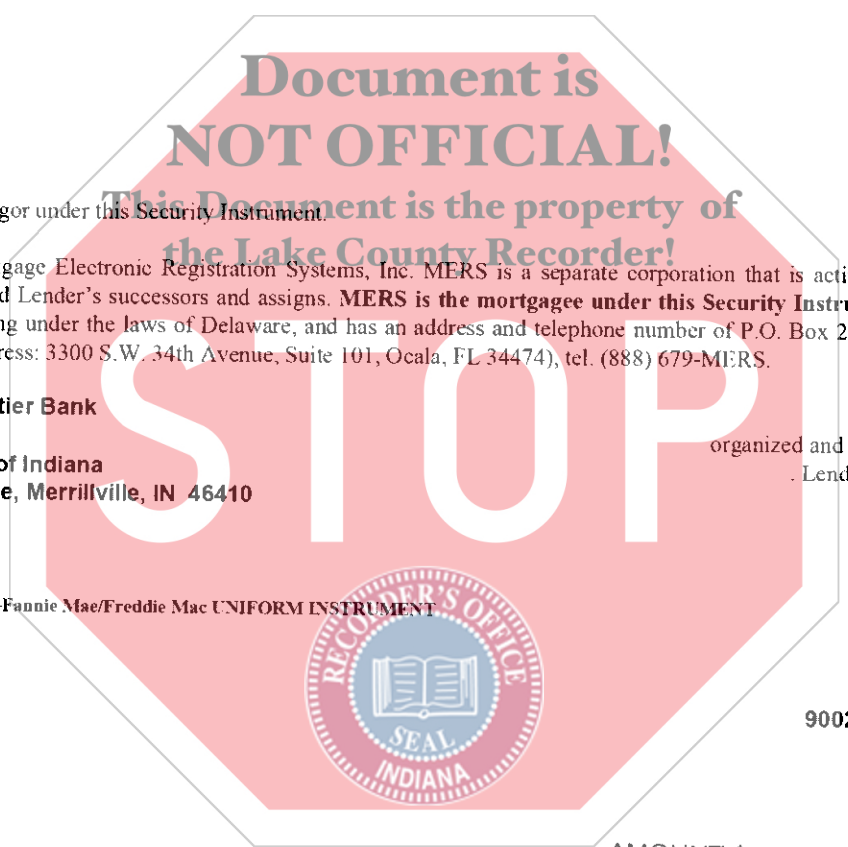 Document is
NOT OFFICIAL!
This Document is the property of
the Lake County Recorder!
gor under this Security Instrument.
gage Electronic Registration Systems, Inc. MERS is a separate corporation that is acti
d Lender's successors and assigns. MERS is the mortgagee under this Security Instru
ng under the laws of Delaware, and has an address and telephone number of P.O. Box 2
ress: 3300 S.W. 34th Avenue, Suite 101, Ocala, FL 34474), tel. (888) 679-MERS.
tier Bank
organized and
of Indiana
. Lend
e, Merrillville, IN 46410
STOP
-Fannie Mae/Freddie Mac UNIFORM INSTRUMENT
RECORDER'S OFFICE
SEAL
INDIANA
9002